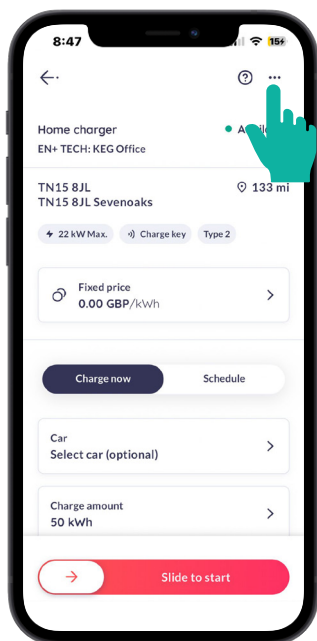 8:47
15
Home charger
EN+ TECH: KEG Office
TN15 8JL
133 mi
TN15 8JL Sevenoaks
22 kW Max.
Charge key
Type 2
Fixed price
0.00 GBP/kWh
Charge now
Schedule
Car
Select car (optional)
Charge amount
50 kWh
Slide to start